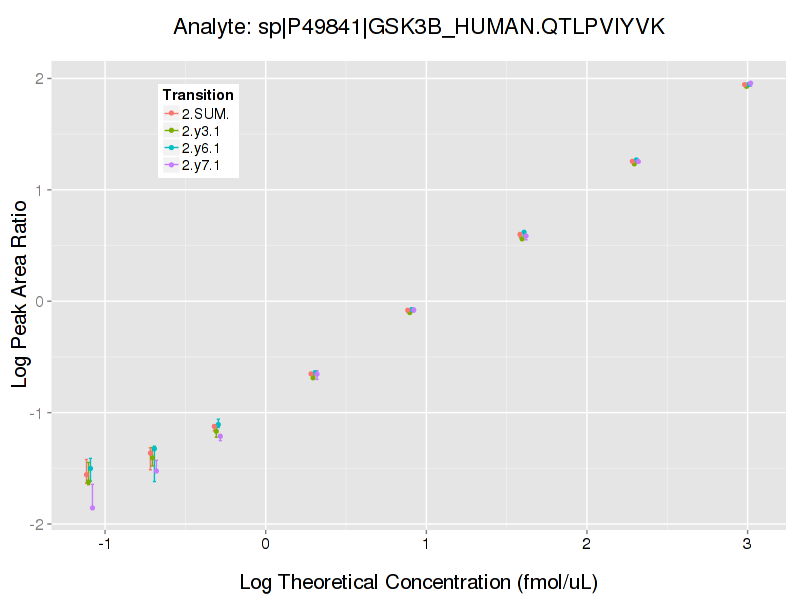 Analyte: sp|P49841|GSK3B_HUMAN.QTLPVIYVK
Log Peak Area Ratio
2
1
0
-1
-2
Transition
2.SUM.
2.y3.1
2.y6.1
2.y7.1
-1 0 1 2 3
Log Theoretical Concentration (fmol/uL)